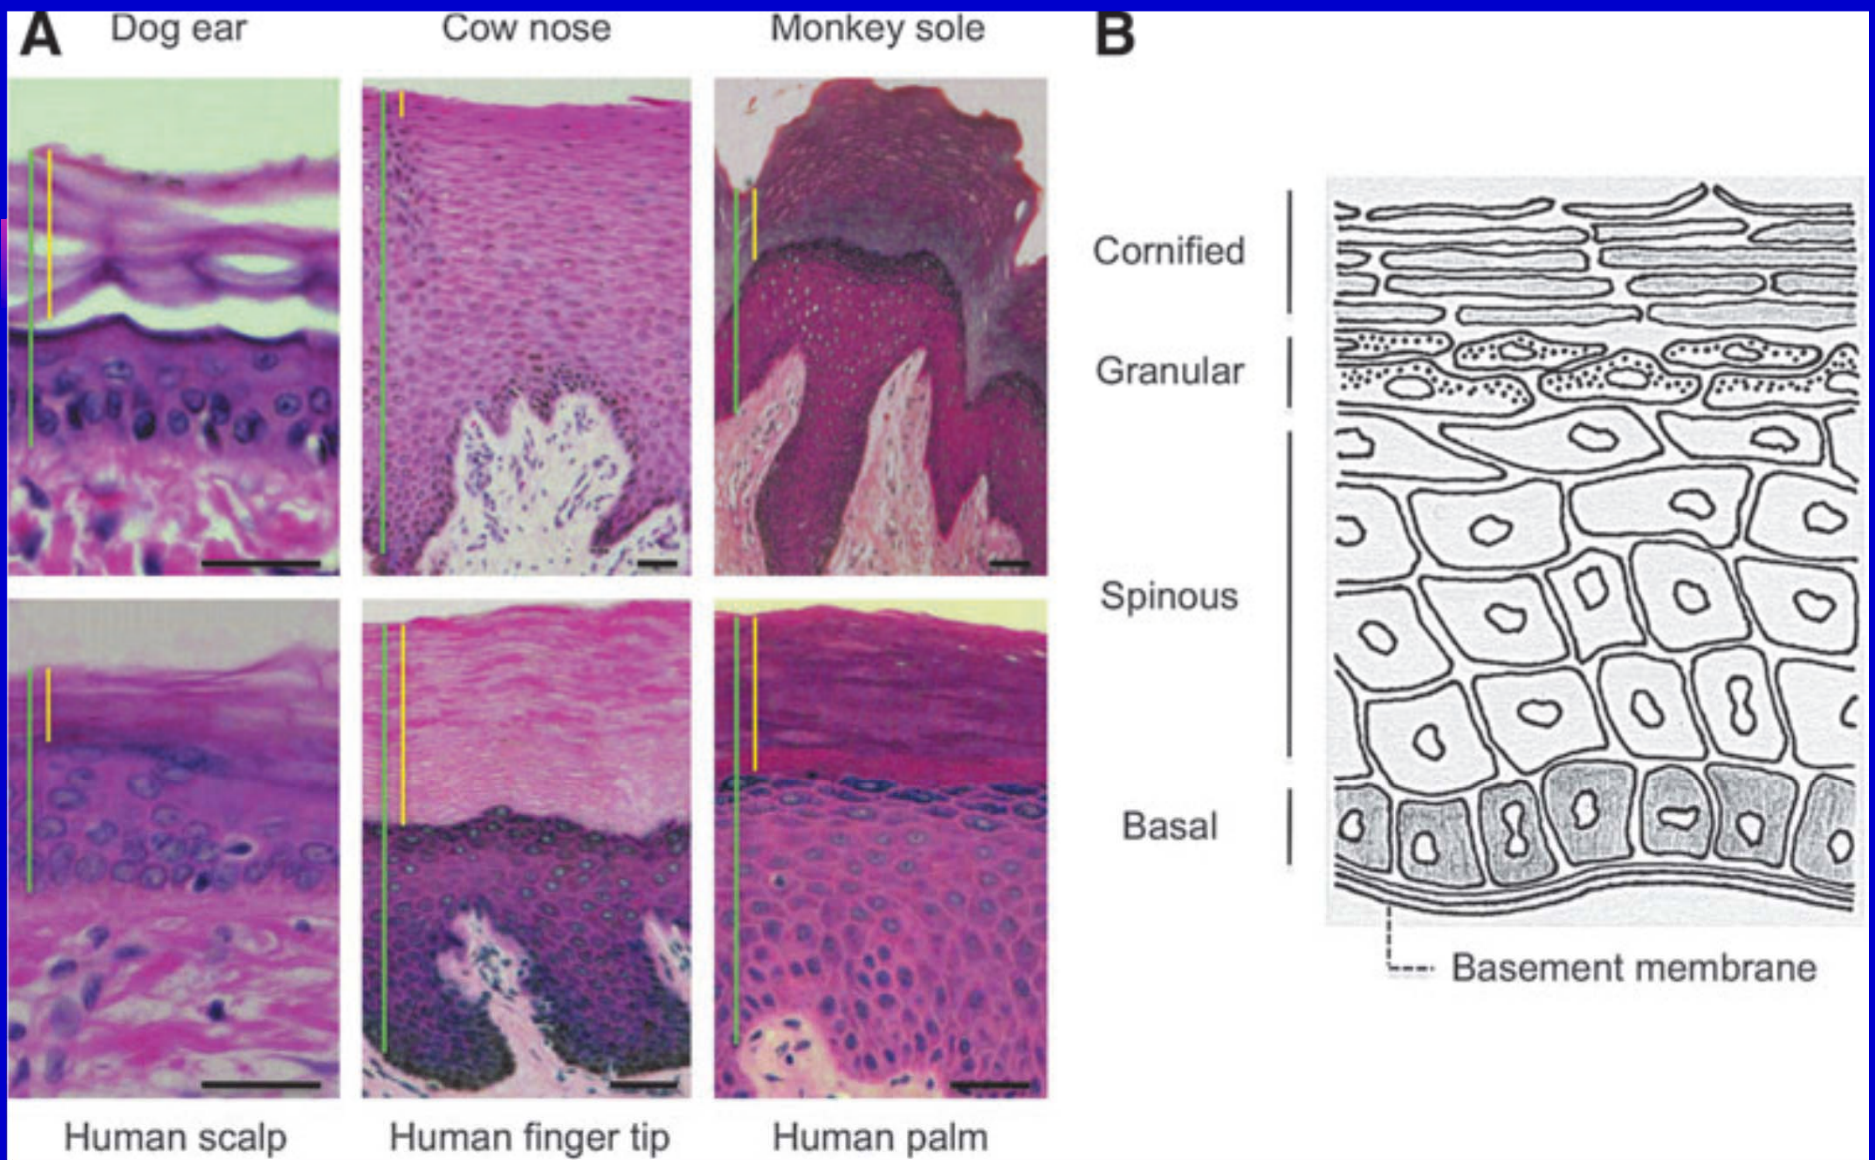 A
Dog ear
Cow nose
Monkey sole
Human scalp
Human finger tip
Human palm
B
Cornified
Granular
Spinous
Basal
Basement membrane